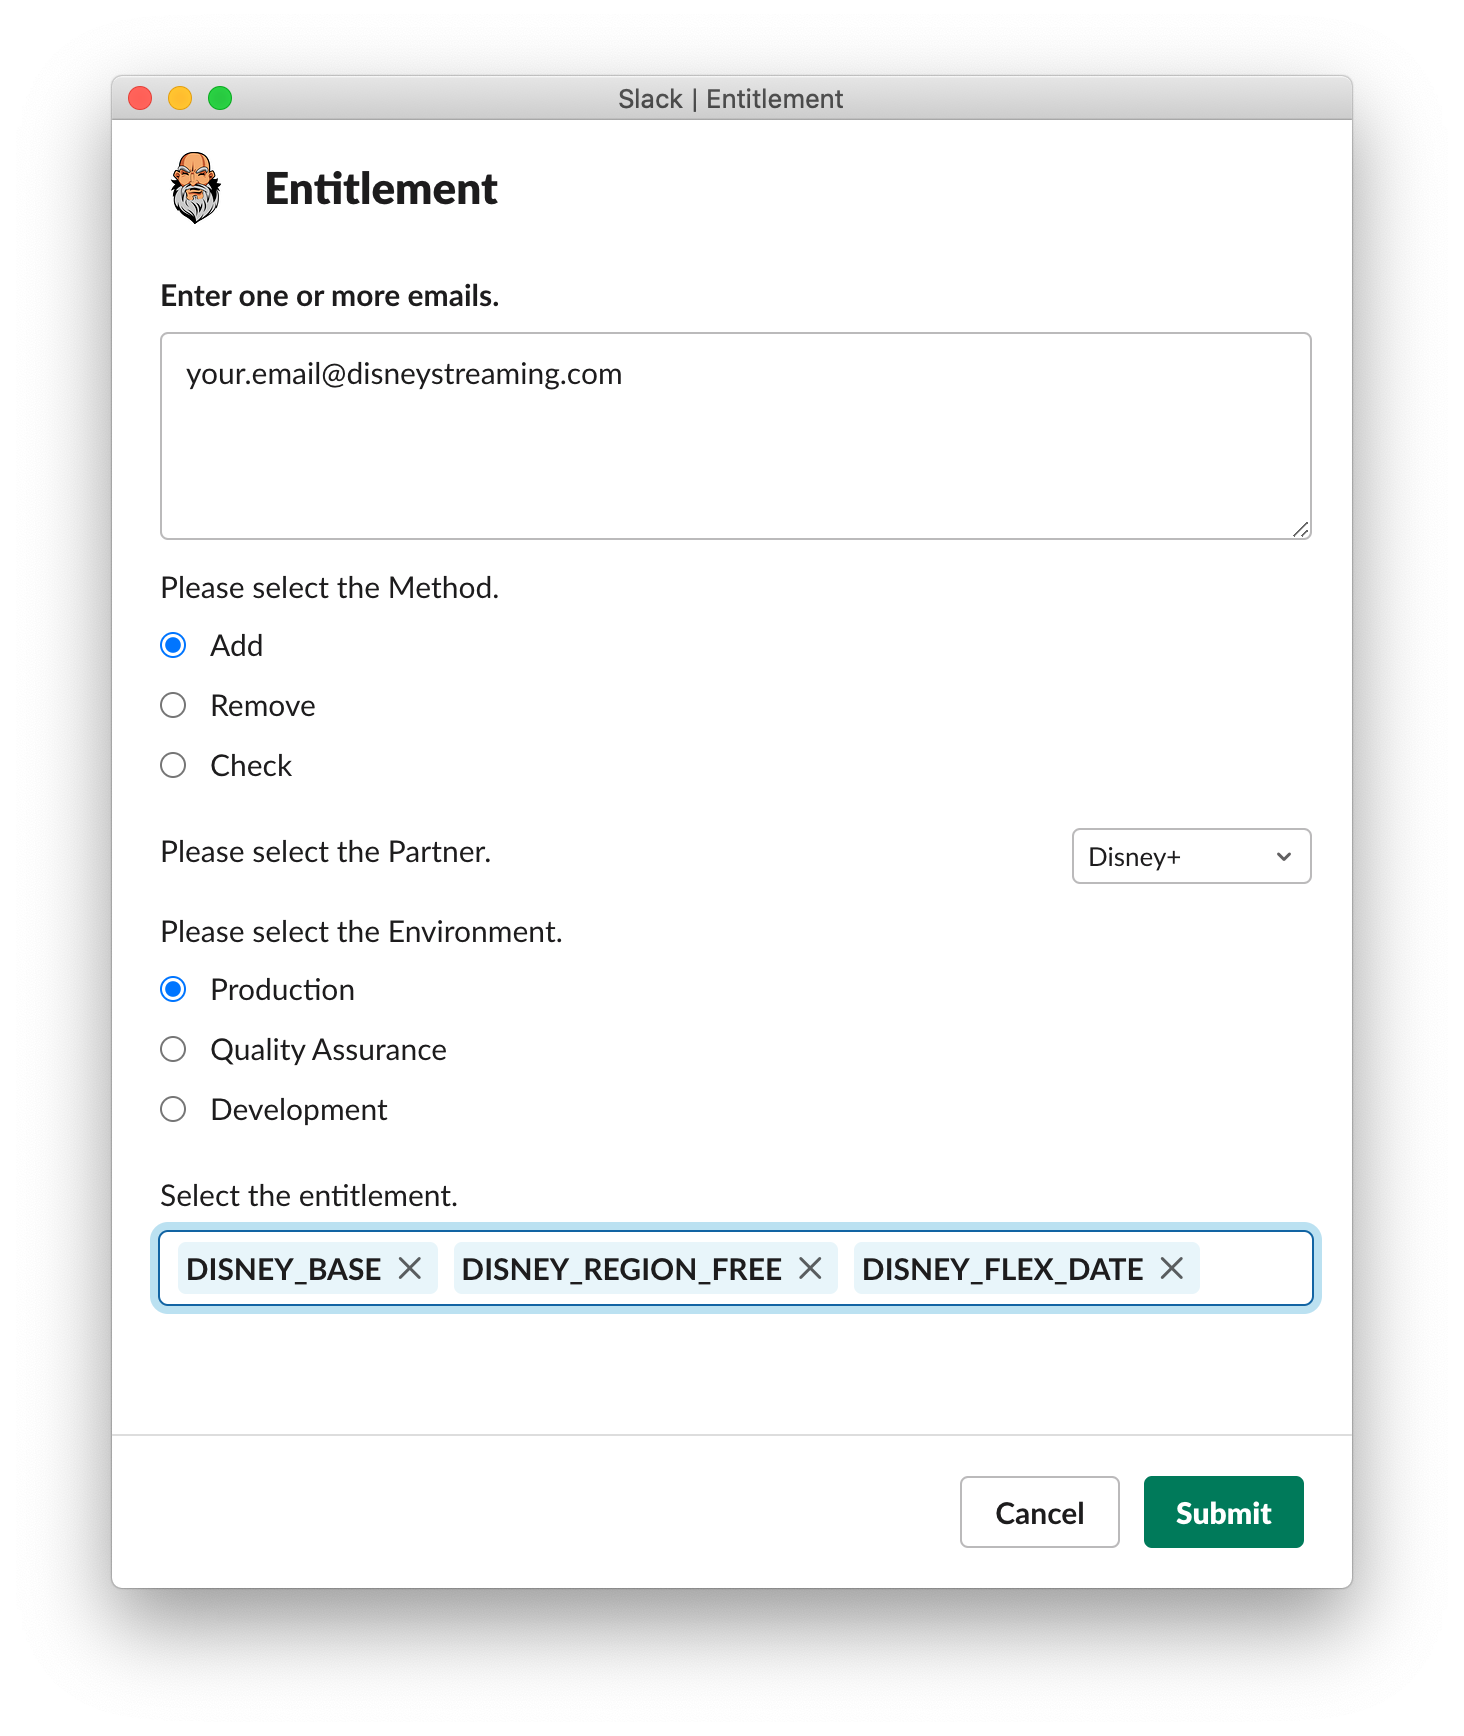 Slack | Entitlement
Entitlement
Enter one or more emails.
your.email@disneystreaming.com
Please select the Method.
Add
Remove
Check
Please select the Partner.
Disney+
Please select the Environment.
Production
Quality Assurance
Development
Select the entitlement.
DISNEY_BASE DISNEY_REGION_FREE DISNEY_FLEX_DATE
Cancel Submit